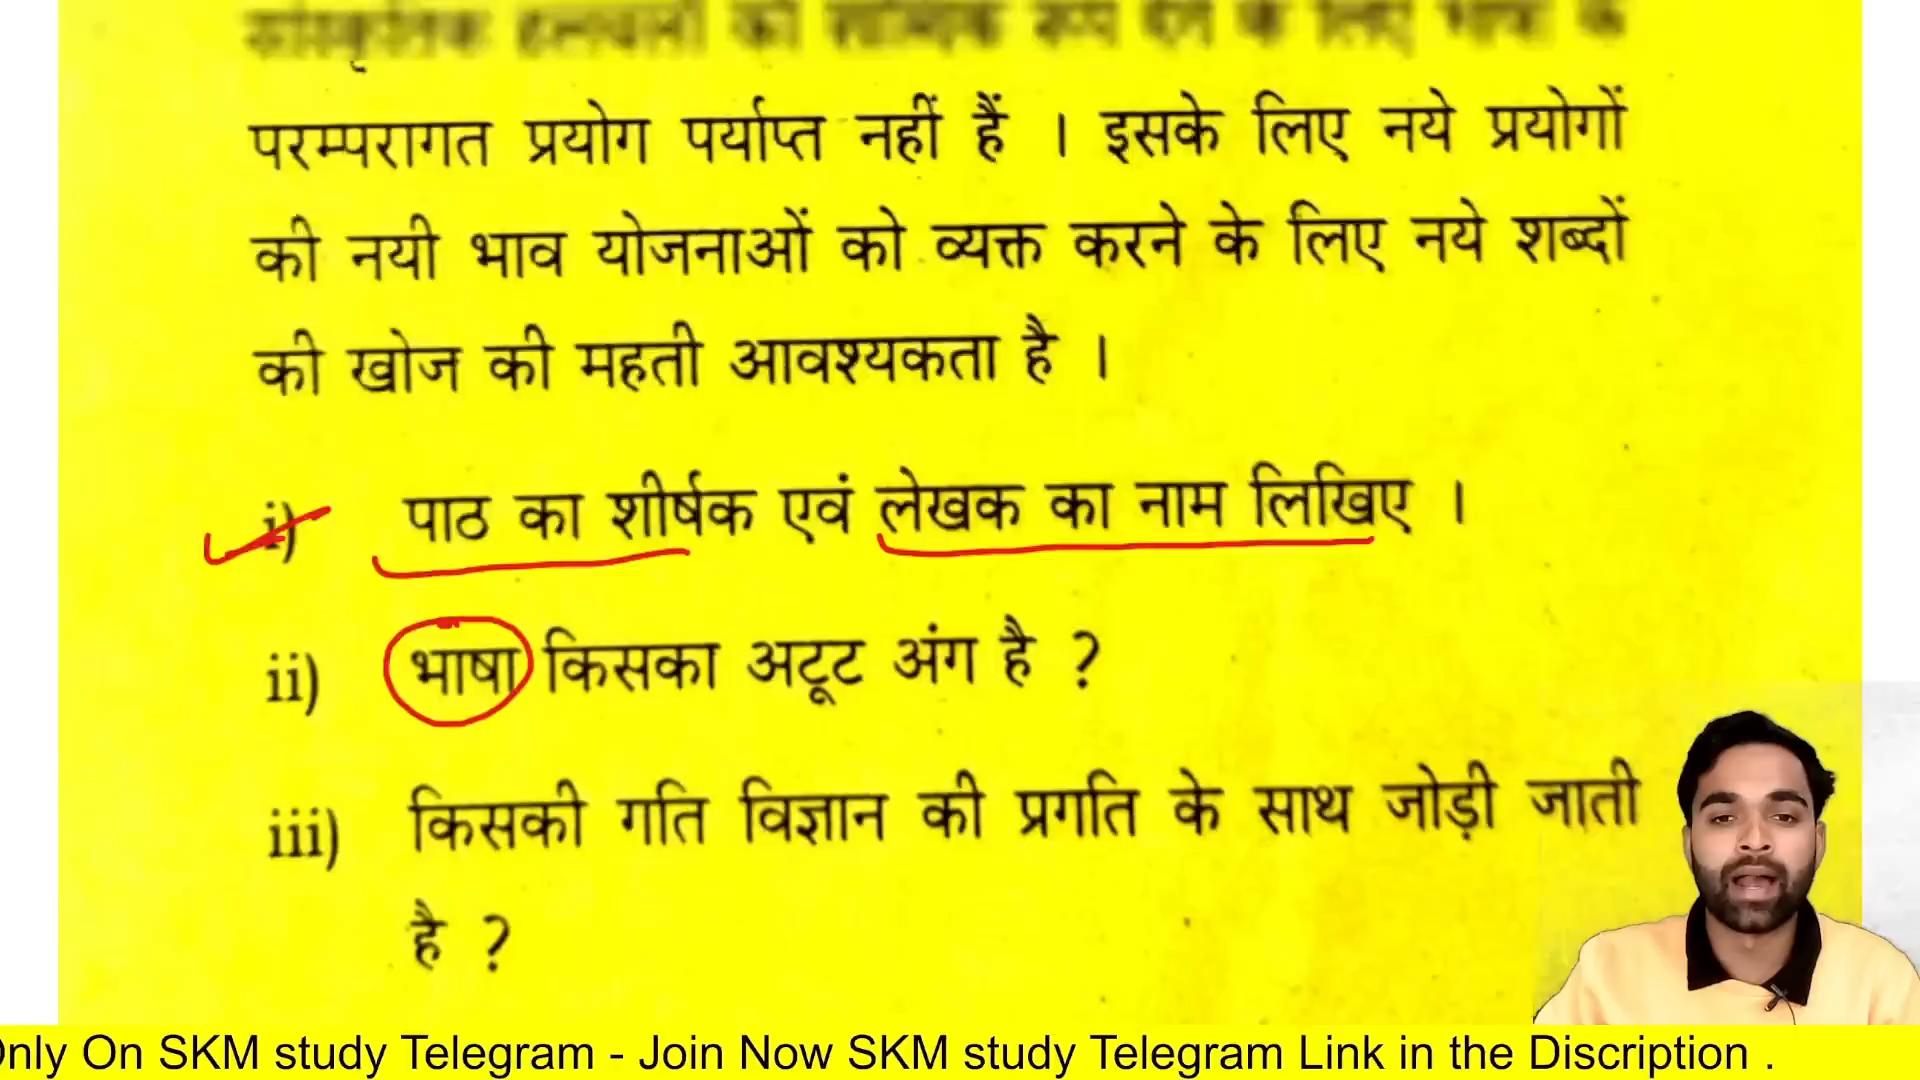 परम्परागत प्रयोग पर्याप्त नहीं हैं । इसके लिए नये प्रयोगों
की नयी भाव योजनाओं को व्यक्त करने के लिए नये शब्दों
की खोज की महती आवश्यकता है ।
i) पाठ का शीर्षक एवं लेखक का नाम लिखिए ।
ii) भाषा किसका अटूट अंग है ?
iii) किसकी गति विज्ञान की प्रगति के साथ जोड़ी जाती
है ?
Only On SKM study Telegram - Join Now SKM study Telegram Link in the Discription .